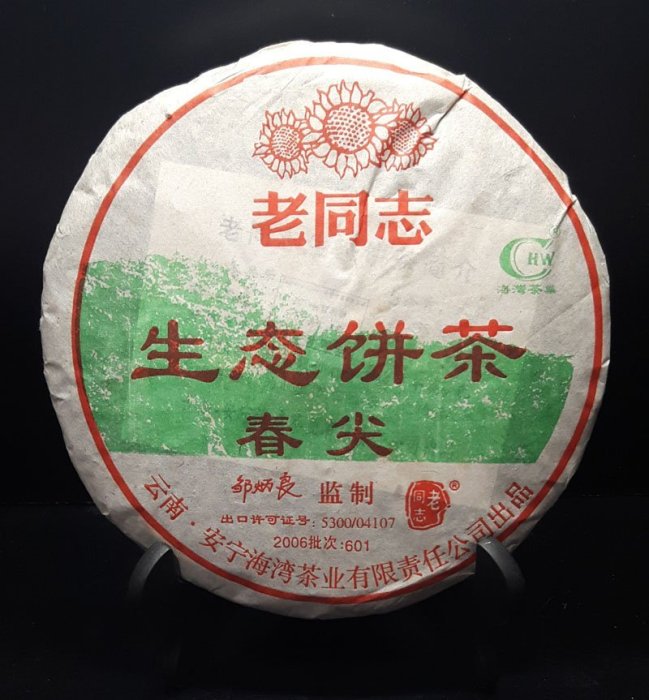 老同志
CHW ®
海湾茶业
生态饼茶
春尖
邹炳良 监制
老同志 ®
出口许可证号: 5300/04107
2006批次:601
云南·安宁海湾茶业有限责任公司出品